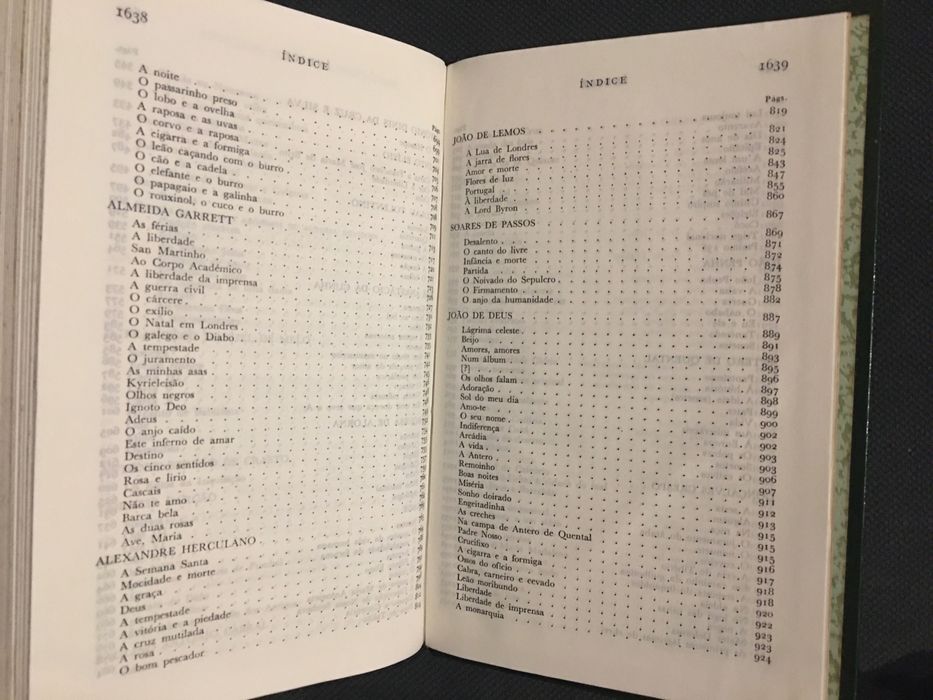 1638
ÍNDICE
Pág.
A noite
O passarinho preso
O lobo e a ovelha
A raposa e as uvas
O corvo e a raposa
A cigarra e a formiga
O leão caçando com o burro
O cão e a cadela
O elefante e o burro
O papagaio e a galinha
O rouxinol, o cuco e o burro
ALMEIDA GARRETT
As férias
A liberdade
San Martinho
Ao Corpo Académico
A liberdade da imprensa
A guerra civil
O cárcere
O exílio
O Natal em Londres
O galego e o Diabo
A tempestade
O juramento
As minhas asas
Kyrieleisão
Olhos negros
Ignoto Deo
Adeus
O anjo caído
Este inferno de amar
Destino
Os cinco sentidos
Rosa e lírio
Cascais
Não te amo
Barca bela
As duas rosas
Ave, Maria
ALEXANDRE HERCULANO
A Semana Santa
Mocidade e morte
A graça
Deus
A tempestade
A vitória e a piedade
A cruz mutilada
A rosa
O bom pescador
1639
ÍNDICE
Págs.
JOÃO DE LEMOS 819
A Lua de Londres 821
A jarra de flores 824
Amor e morte 825
Flores de luz 843
Portugal 847
À liberdade 855
A Lord Byron 860
SOARES DE PASSOS 867
Desalento 869
O canto do livre 871
Infância e morte 872
Partida 874
O Noivado do Sepulcro 875
O Firmamento 878
O anjo da humanidade 882
JOÃO DE DEUS 887
Lágrima celeste 889
Beijo 891
Amores, amores 893
Num álbum 895
[?] 896
Os olhos falam 897
Adoração 898
Sol do meu dia 899
Amo-te 900
O seu nome 902
Indiferença 902
Arcádia 903
A vida 903
A Antero 906
Remoinho 907
Boas noites 911
Miséria 912
Sonho doirado 913
Engeitadinha 915
As creches 915
Na campa de Antero de Quental 915
Padre Nosso 916
Crucifixo 917
A cigarra e a formiga 918
Ossos do ofício 918
Cabra, carneiro e cevado 920
Leão moribundo 922
Liberdade 923
Liberdade de imprensa 923
A monarquia 924